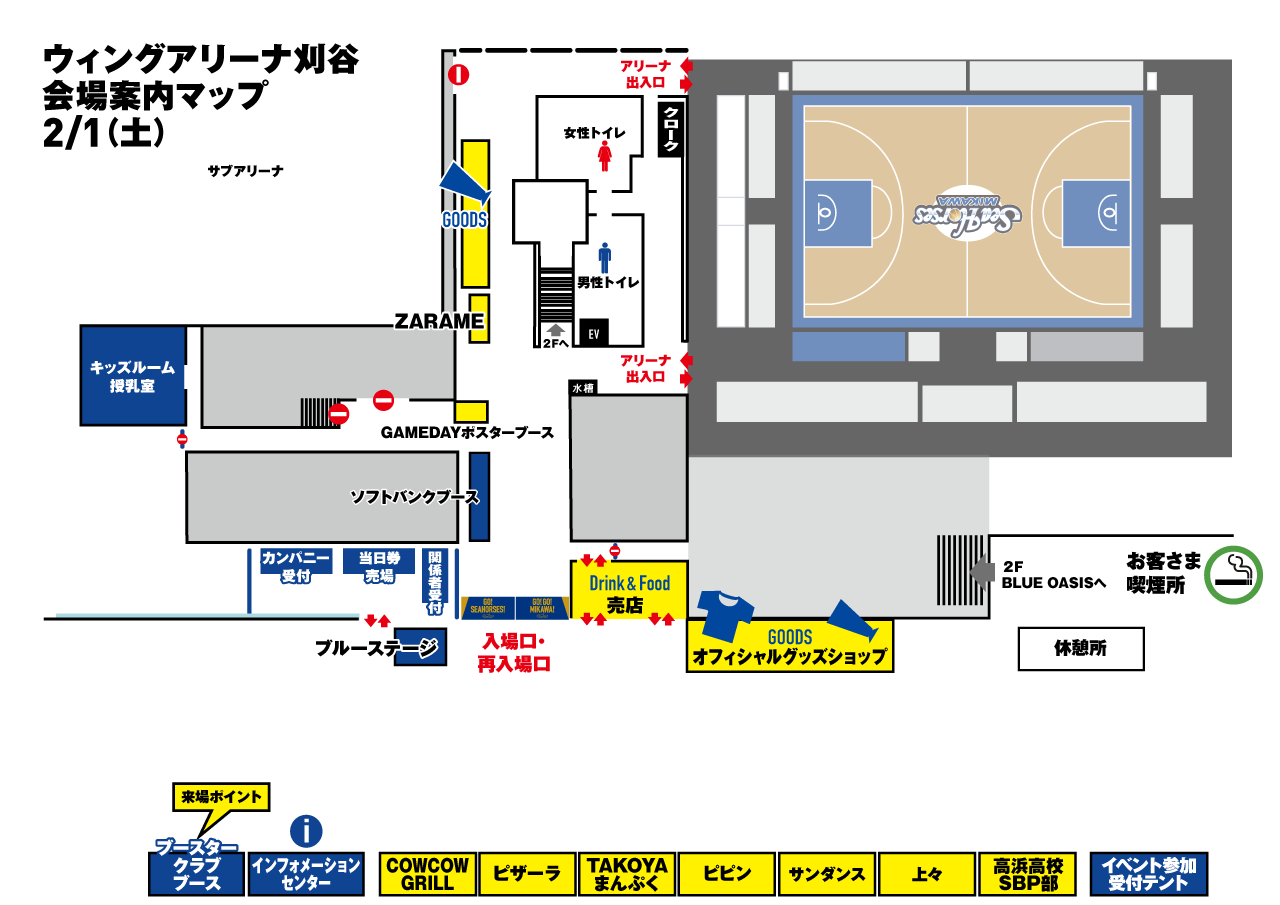 ウィングアリーナ刈谷
会場案内マップ
2/1(土)
サブアリーナ
アリーナ
出入口
クローク
女性トイレ
GOODS
SeaHorses
MIKAWA
男性トイレ
ZARAME
2Fへ
EV
アリーナ
出入口
キッズルーム
授乳室
水槽
GAMEDAYポスターブース
ソフトバンクブース
カンパニー
受付
当日券
売場
関係者受付
GO!
SEAHORSES!
GO! GO!
MIKAWA!
Drink & Food
売店
2F
BLUE OASISへ
お客さま
喫煙所
ブルーステージ
入場口・
再入場口
GOODS
オフィシャルグッズショップ
休憩所
来場ポイント
i
ブースター
クラブ
ブース
インフォメーション
センター
COWCOW
GRILL
ピザーラ
TAKOYA
まんぷく
ピピン
サンダンス
上々
高浜高校
SBP部
イベント参加
受付テント